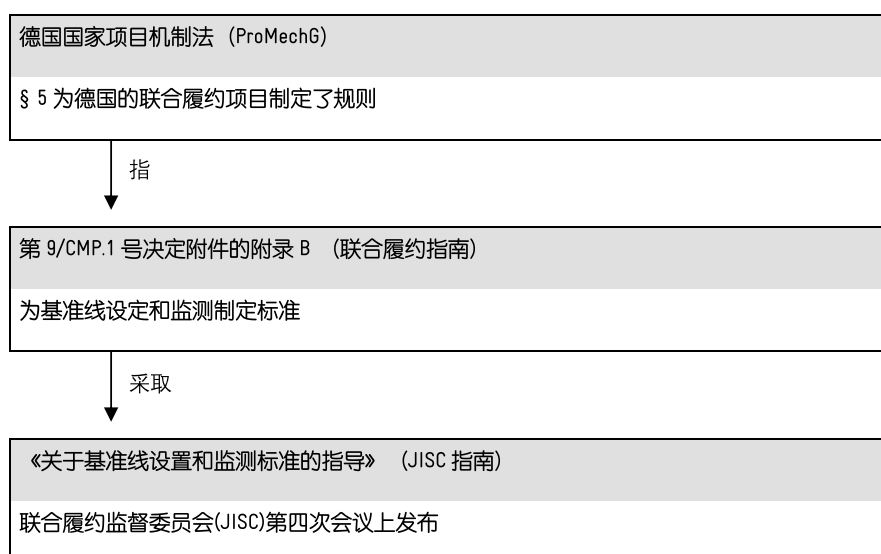 德国国家项目机制法 (ProMechG)
§ 5 为德国的联合履约项目制定了规则
指
第 9/CMP.1 号决定附件的附录 B (联合履约指南)
为基准线设定和监测制定标准
采取
《关于基准线设置和监测标准的指导》 (JISC 指南)
联合履约监督委员会(JISC)第四次会议上发布